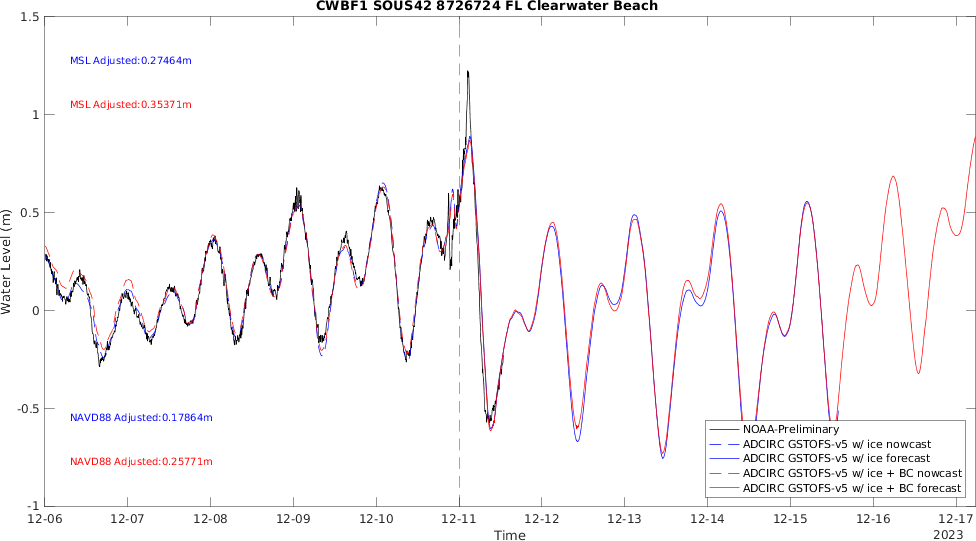 CWBF1 SOUS42 8726724 FL Clearwater Beach
1.5
1
0.5
0
-0.5
-1
Water Level (m)
MSL Adjusted:0.27464m
MSL Adjusted:0.35371m
NAVD88 Adjusted:0.17864m
NAVD88 Adjusted:0.25771m
NOAA-Preliminary
ADCIRC GSTOFS-v5 w/ ice nowcast
ADCIRC GSTOFS-v5 w/ ice forecast
ADCIRC GSTOFS-v5 w/ ice + BC nowcast
ADCIRC GSTOFS-v5 w/ ice + BC forecast
12-06 12-07 12-08 12-09 12-10 12-11 12-12 12-13 12-14 12-15 12-16 12-17
Time
2023